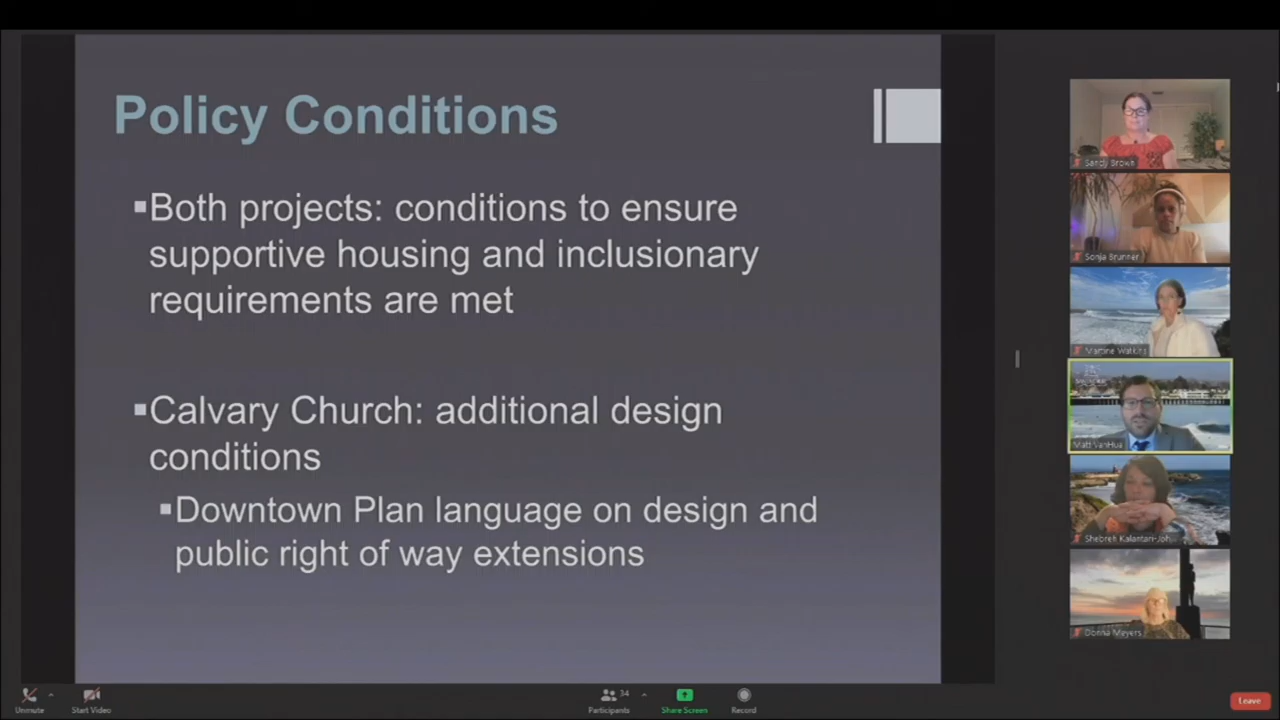 Policy Conditions
▪Both projects: conditions to ensure
supportive housing and inclusionary
requirements are met
▪Calvary Church: additional design
conditions
▪Downtown Plan language on design and
public right of way extensions
Sandy Brown
Sonja Brunner
Martine Watkins
Matt VanHua
Shebreh Kalantari-Joh...
Donna Meyers
Unmute
Start Video
34
Participants
Share Screen
Record
Leave